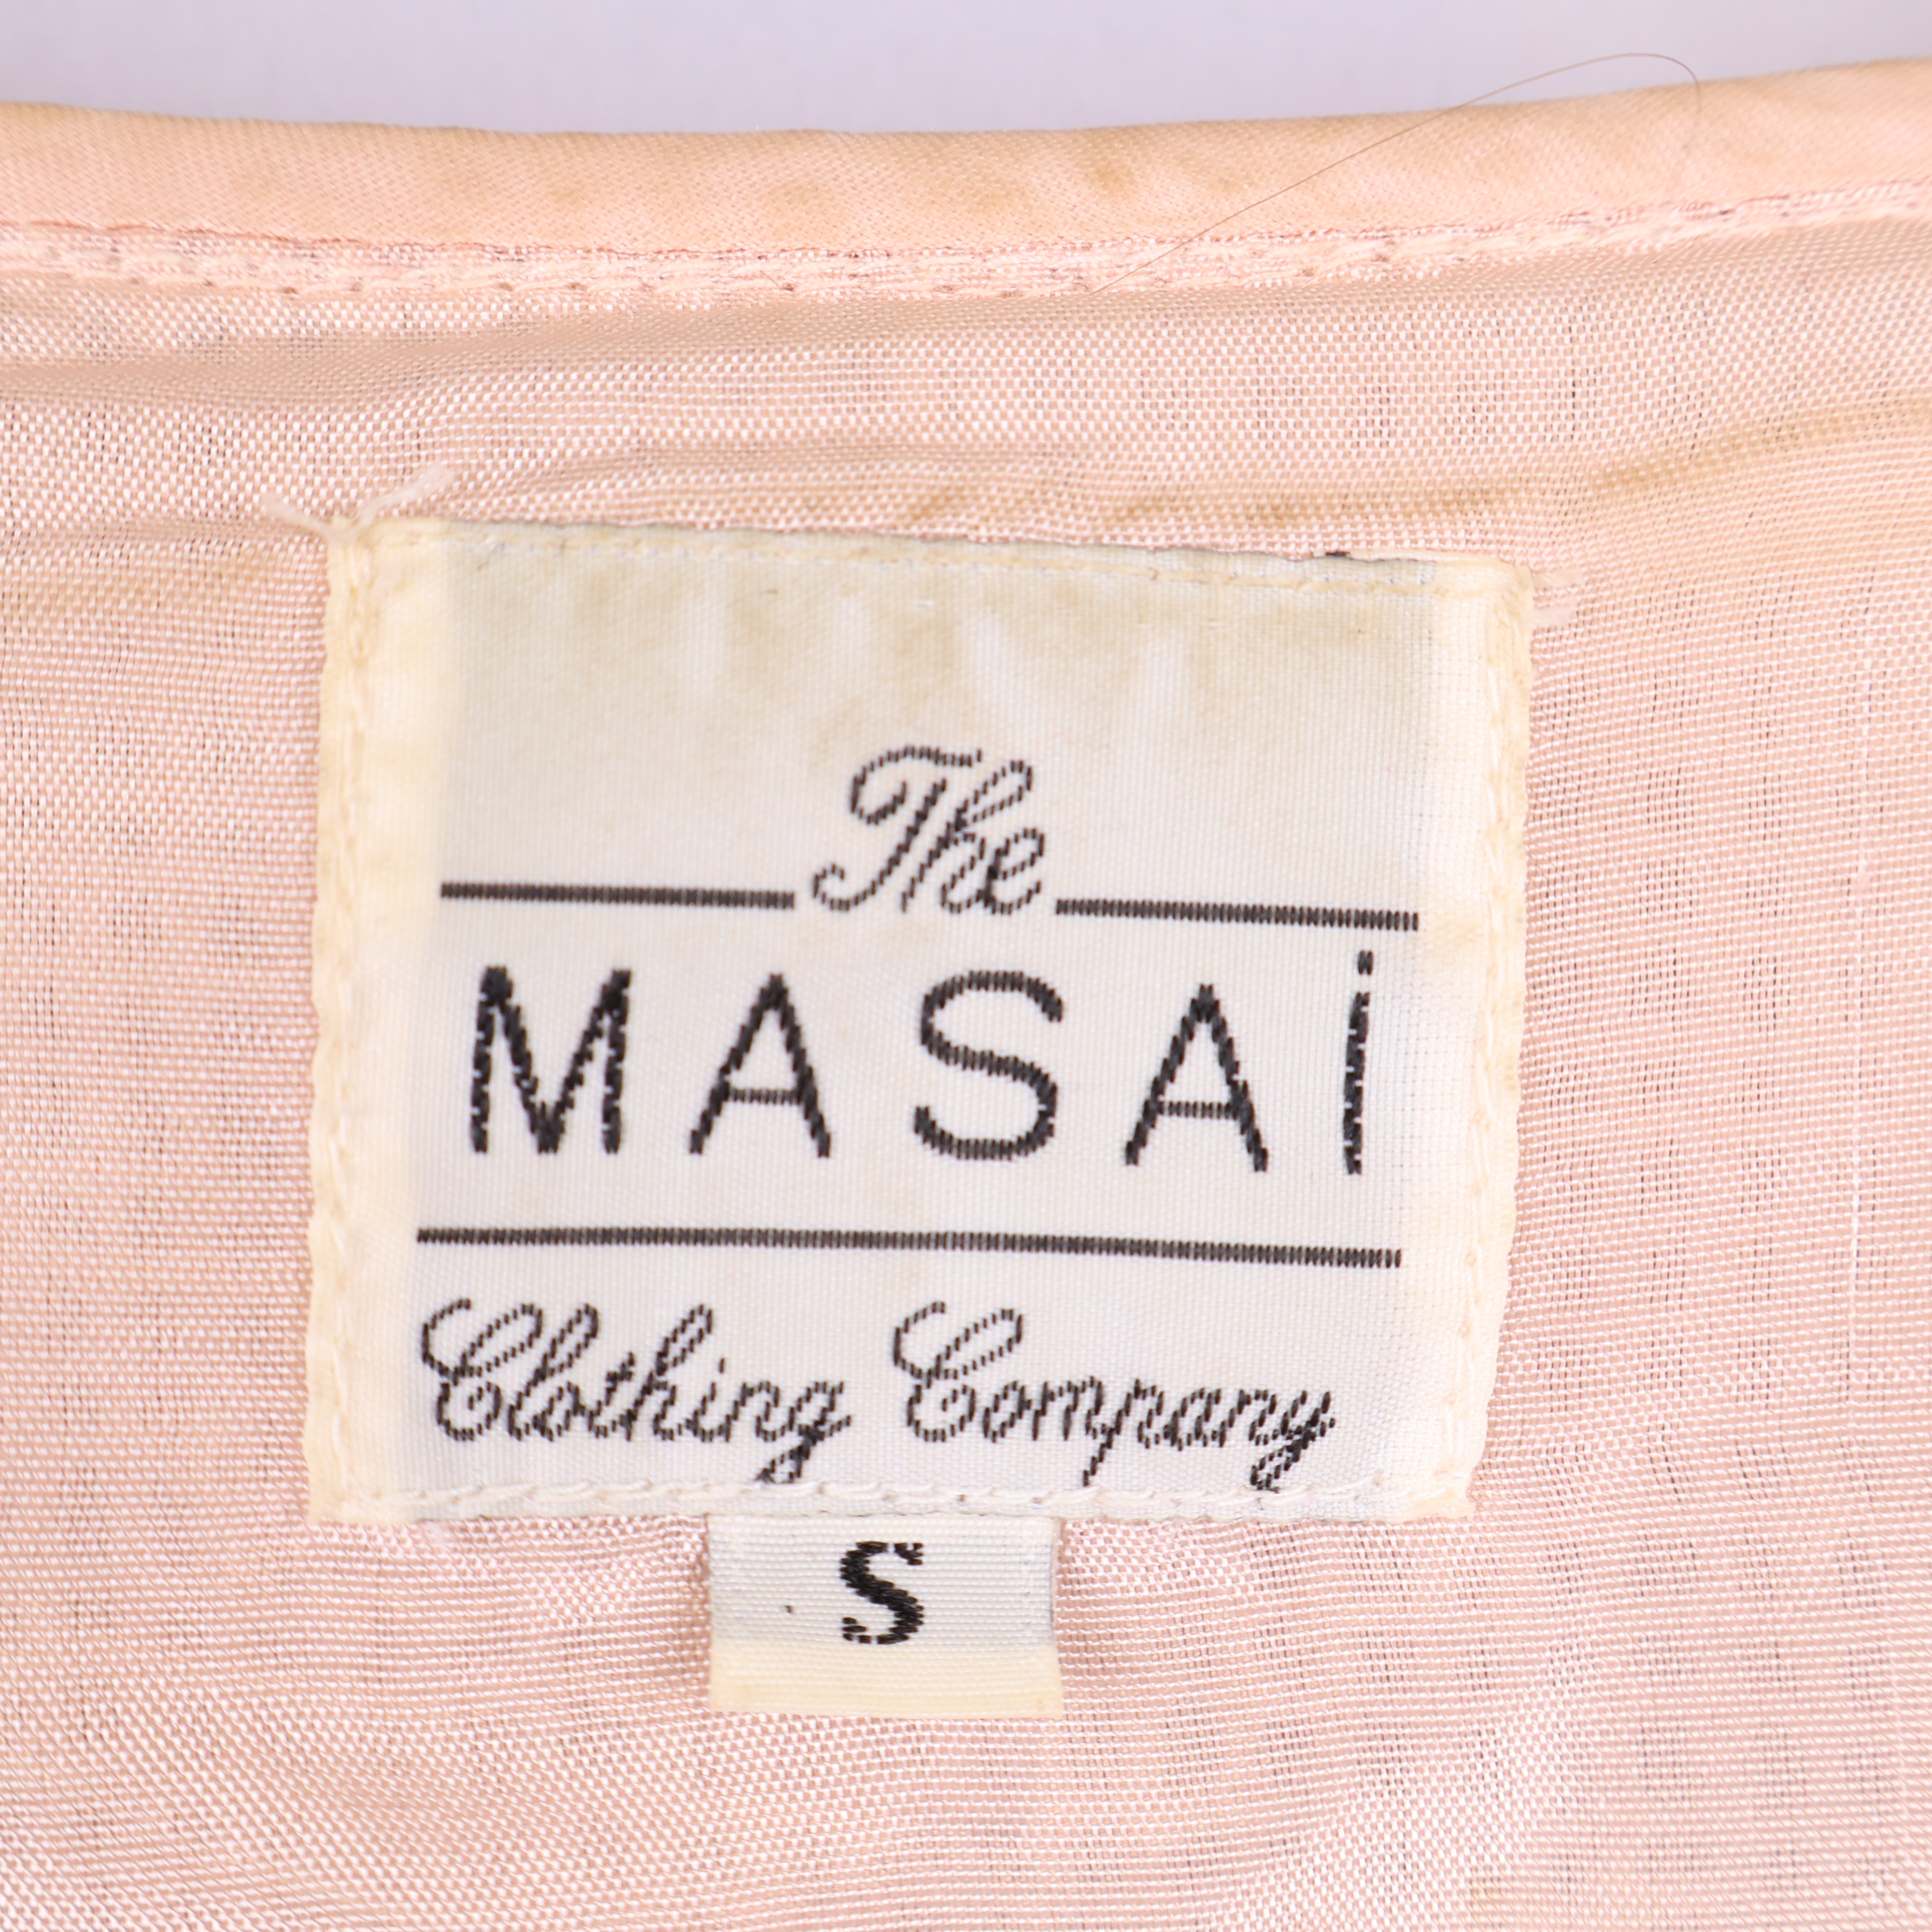 The
MASAi
Clothing Company
S